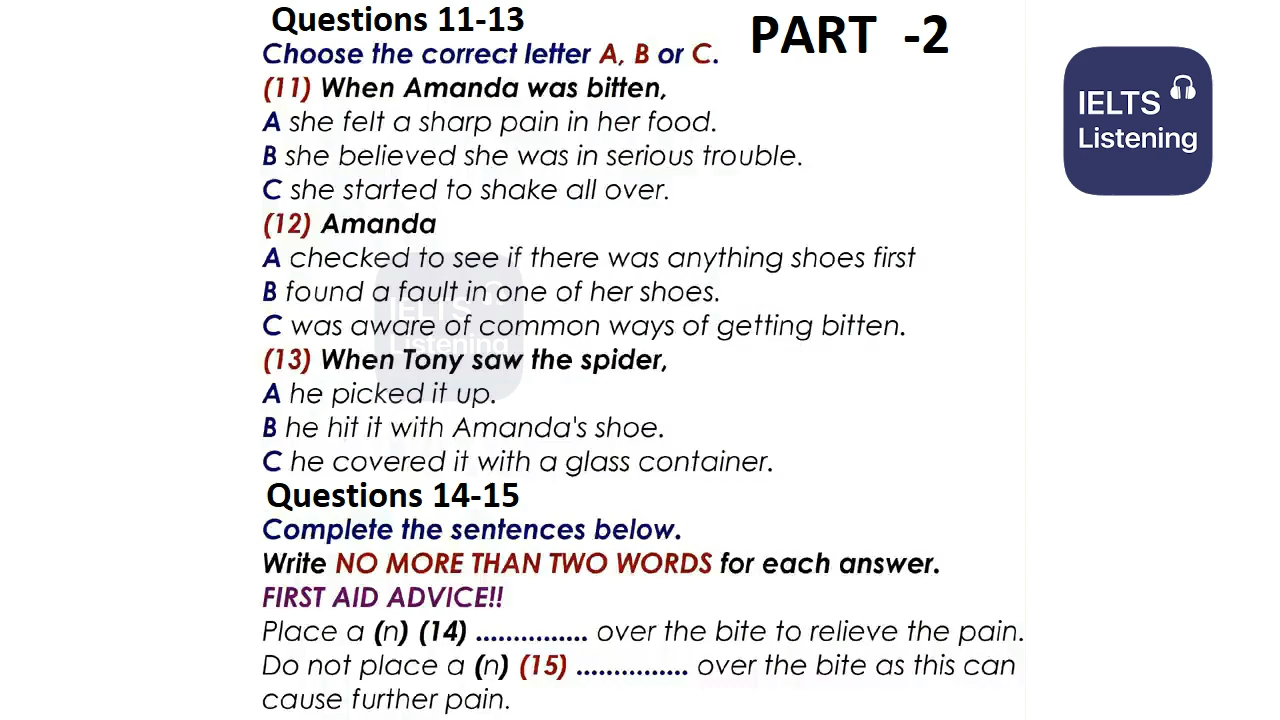 Questions 11-13
PART -2
Choose the correct letter A, B or C.
(11) When Amanda was bitten,
A she felt a sharp pain in her food.
B she believed she was in serious trouble.
C she started to shake all over.
(12) Amanda
A checked to see if there was anything shoes first
B found a fault in one of her shoes.
C was aware of common ways of getting bitten.
(13) When Tony saw the spider,
A he picked it up.
B he hit it with Amanda's shoe.
C he covered it with a glass container.
Questions 14-15
Complete the sentences below.
Write NO MORE THAN TWO WORDS for each answer.
FIRST AID ADVICE!!
Place a (n) (14) ............... over the bite to relieve the pain.
Do not place a (n) (15) ............... over the bite as this can
cause further pain.
IELTS
Listening
IELTS
Listening